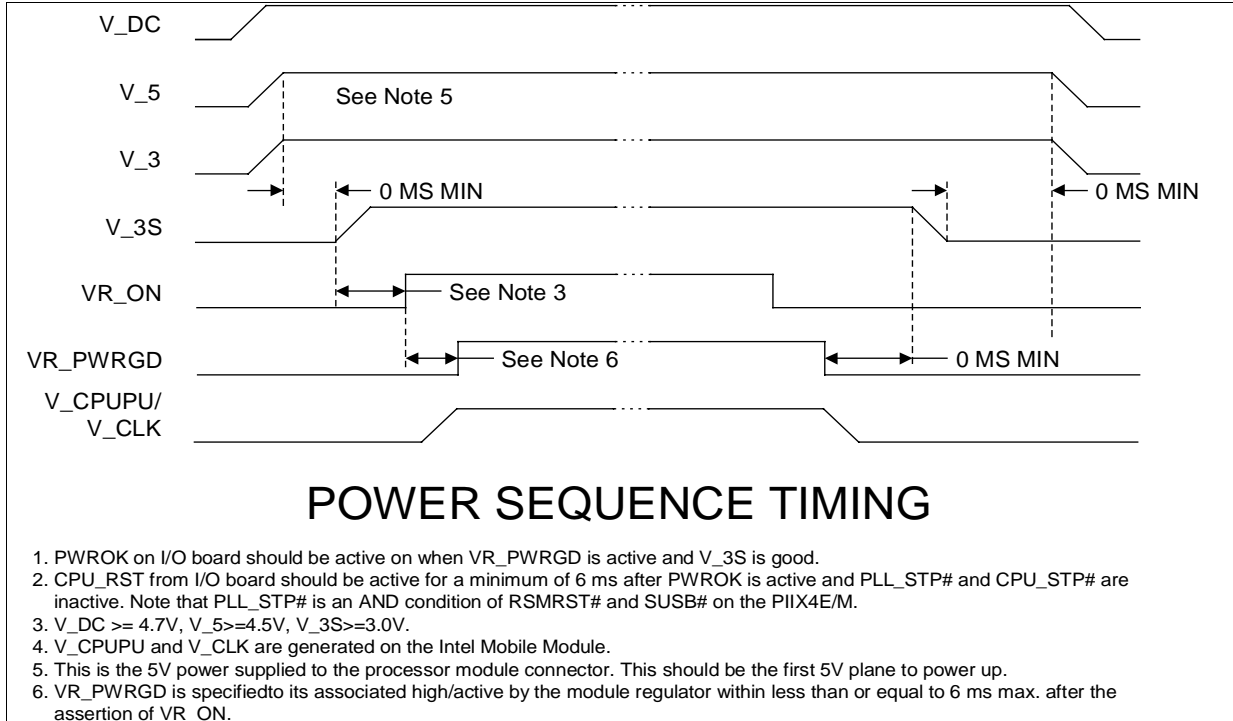 V_DC
V_5
See Note 5
V_3
0 MS MIN
0 MS MIN
V_3S
VR_ON
See Note 3
VR_PWRGD
See Note 6
0 MS MIN
V_CPUPU/
V_CLK
POWER SEQUENCE TIMING
1. PWROK on I/O board should be active on when VR_PWRGD is active and V_3S is good.
2. CPU_RST from I/O board should be active for a minimum of 6 ms after PWROK is active and PLL_STP# and CPU_STP# are
inactive. Note that PLL_STP# is an AND condition of RSMRST# and SUSB# on the PIIX4E/M.
3. V_DC >= 4.7V, V_5>=4.5V, V_3S>=3.0V.
4. V_CPUPU and V_CLK are generated on the Intel Mobile Module.
5. This is the 5V power supplied to the processor module connector. This should be the first 5V plane to power up.
6. VR_PWRGD is specifiedto its associated high/active by the module regulator within less than or equal to 6 ms max. after the
assertion of VR_ON.